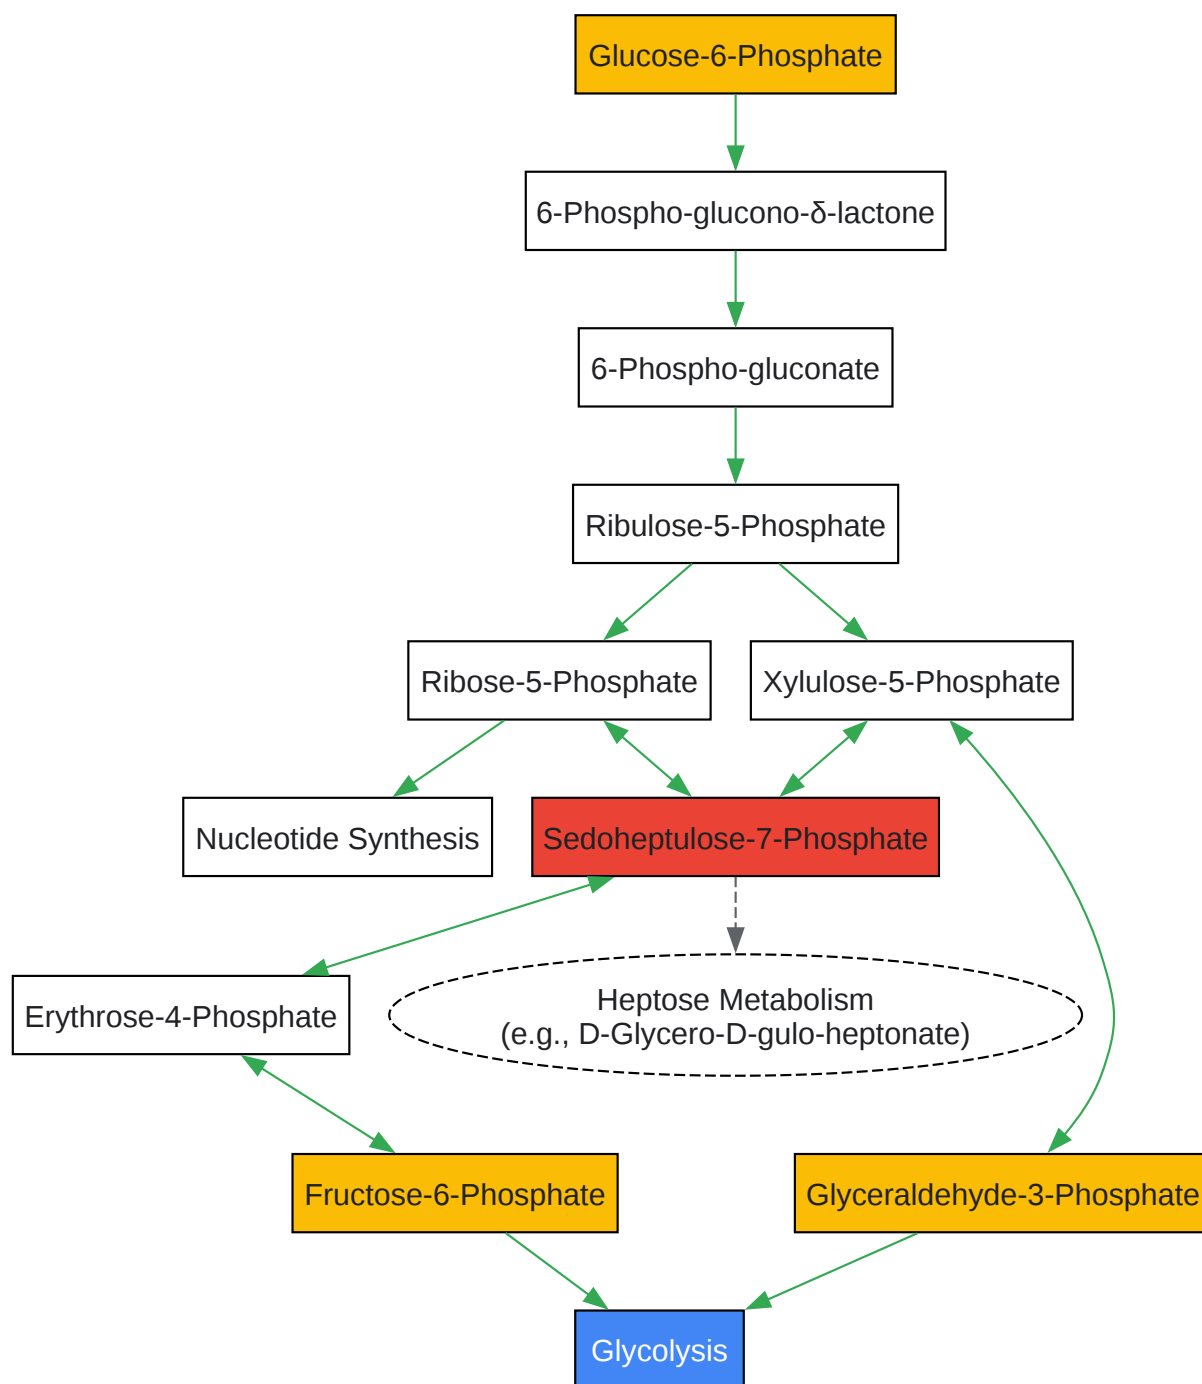 Glucose-6-Phosphate
6-Phospho-glucono-δ-lactone
6-Phospho-gluconate
Ribulose-5-Phosphate
Ribose-5-Phosphate
Xylulose-5-Phosphate
Nucleotide Synthesis
Sedoheptulose-7-Phosphate
Heptose Metabolism
(e.g., D-Glycero-D-gulo-heptonate)
Erythrose-4-Phosphate
Fructose-6-Phosphate
Glyceraldehyde-3-Phosphate
Glycolysis